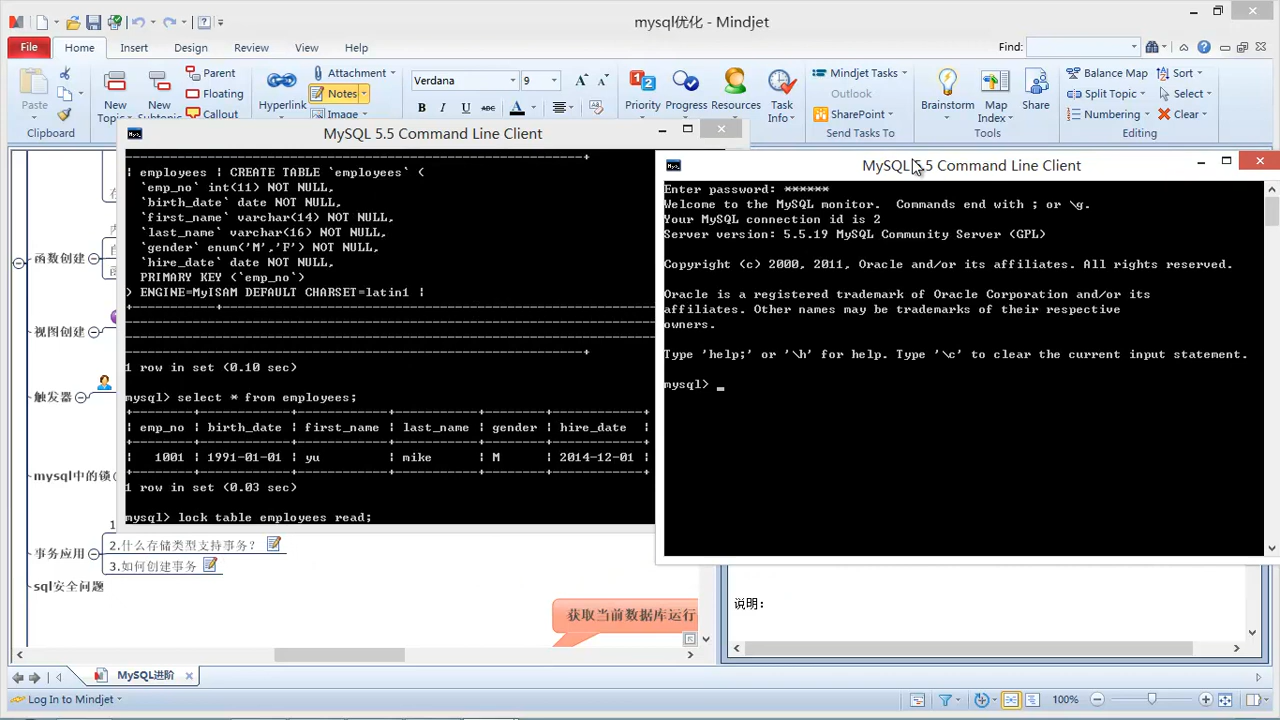 mysql优化 - Mindjet
File Home Insert Design Review View Help
Find:
Paste
Clipboard
New
New
Parent
Floating
Callout
Hyperlink
Attachment
Notes
Image
Verdana 9
B I U abc A
Priority
Progress
Resources
Task
Info
Mindjet Tasks
Outlook
SharePoint
Send Tasks To
Brainstorm
Map
Index
Share
Tools
Balance Map
Split Topic
Numbering
Sort
Select
Clear
Editing
函数创建
视图创建
触发器
mysql中的锁
事务应用
2.什么存储类型支持事务?
3.如何创建事务
sql安全问题
获取当前数据库运行
说明:
MySQL 5.5 Command Line Client
| employees | CREATE TABLE `employees` (
`emp_no` int(11) NOT NULL,
`birth_date` date NOT NULL,
`first_name` varchar(14) NOT NULL,
`last_name` varchar(16) NOT NULL,
`gender` enum('M','F') NOT NULL,
`hire_date` date NOT NULL,
PRIMARY KEY (`emp_no`)
) ENGINE=MyISAM DEFAULT CHARSET=latin1 |
1 row in set (0.10 sec)
mysql> select * from employees;
| emp_no | birth_date | first_name | last_name | gender | hire_date |
| 1001 | 1991-01-01 | yu | mike | M | 2014-12-01 |
1 row in set (0.03 sec)
mysql> lock table employees read;
MySQL 5.5 Command Line Client
Enter password: ******
Welcome to the MySQL monitor. Commands end with ; or \g.
Your MySQL connection id is 2
Server version: 5.5.19 MySQL Community Server (GPL)
Copyright (c) 2000, 2011, Oracle and/or its affiliates. All rights reserved.
Oracle is a registered trademark of Oracle Corporation and/or its
affiliates. Other names may be trademarks of their respective
owners.
Type 'help;' or '\h' for help. Type '\c' to clear the current input statement.
mysql> _
MySQL进阶
Log In to Mindjet
100%